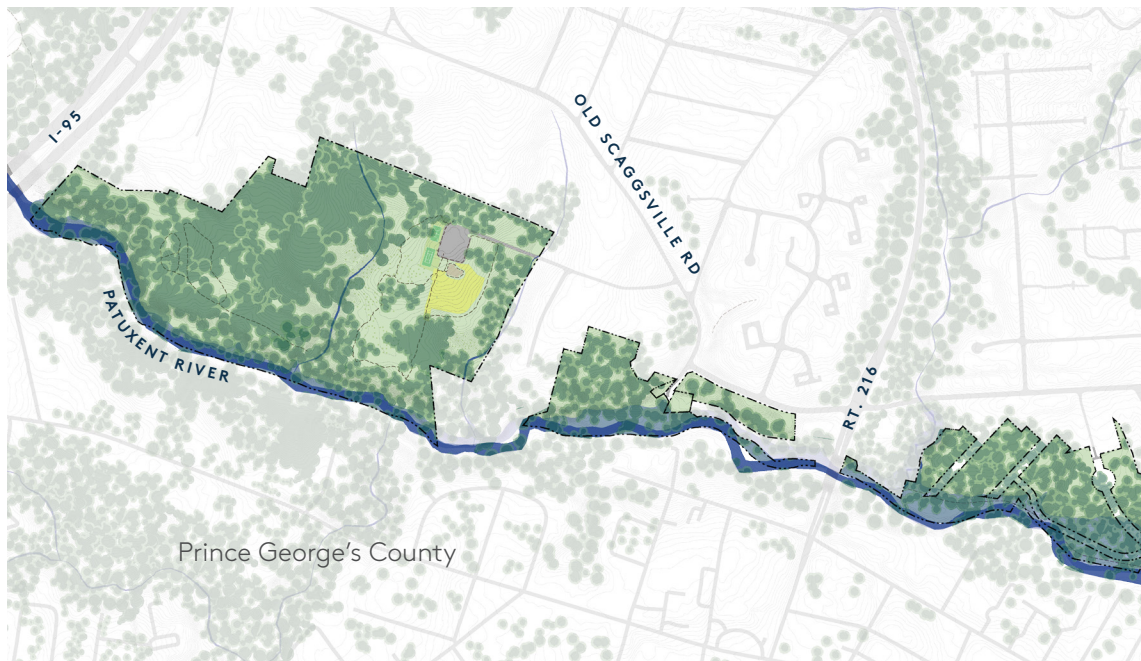 I-95
OLD SCAGGSVILLE RD
PATUXENT RIVER
RT. 216
Prince George's County